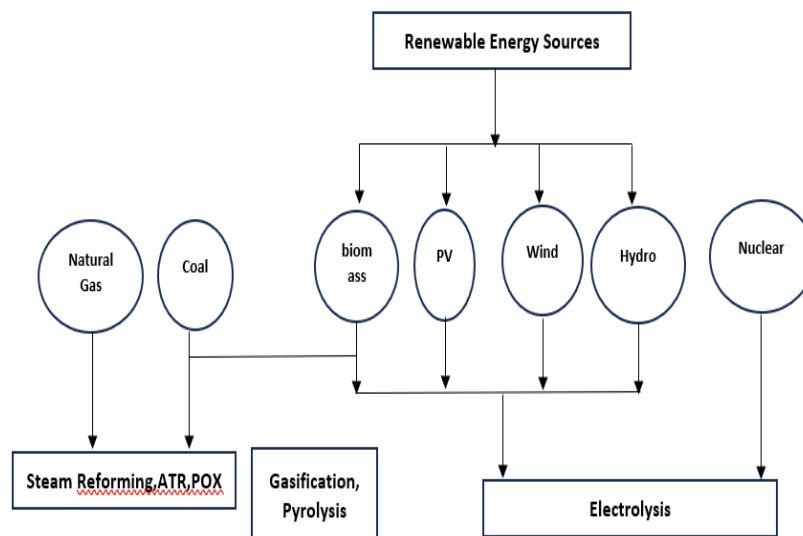 Renewable Energy Sources
Natural
Gas
Coal
biom
ass
PV
Wind
Hydro
Nuclear
Steam Reforming,ATR,POX
Gasification,
Pyrolysis
Electrolysis